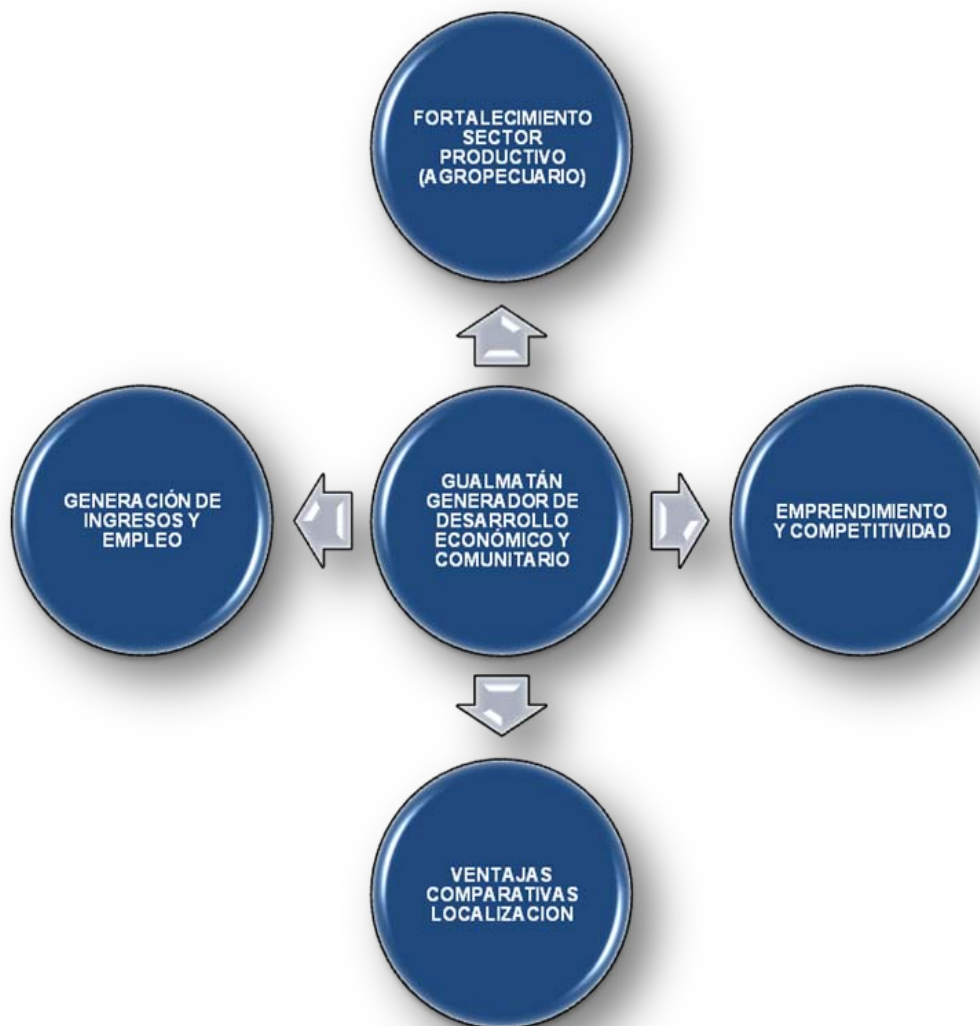 FORTALECIMIENTO
SECTOR
PRODUCTIVO
(AGROPECUARIO)
GENERACIÓN DE
INGRESOS Y
EMPLEO
GUALMATÁN
GENERADOR DE
DESARROLLO
ECONÓMICO Y
COMUNITARIO
EMPRENDIMIENTO
Y COMPETITIVIDAD
VENTAJAS
COMPARATIVAS
LOCALIZACION